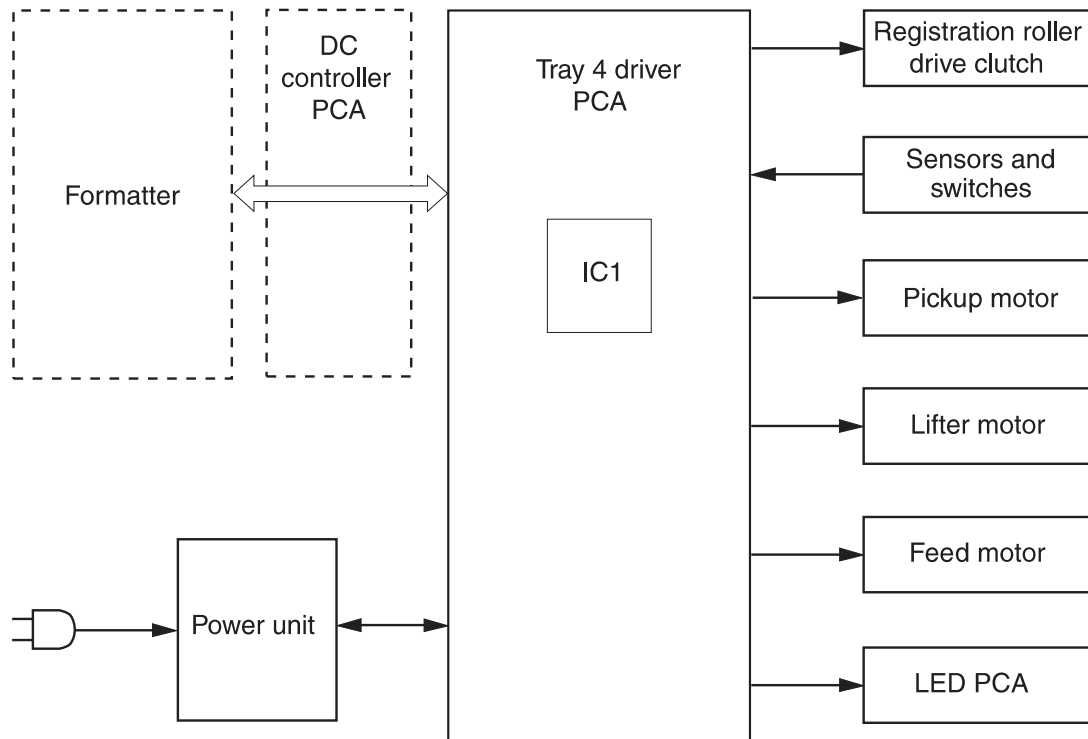 Formatter
DC
controller
PCA
Tray 4 driver
PCA
IC1
Power unit
Registration roller
drive clutch
Sensors and
switches
Pickup motor
Lifter motor
Feed motor
LED PCA